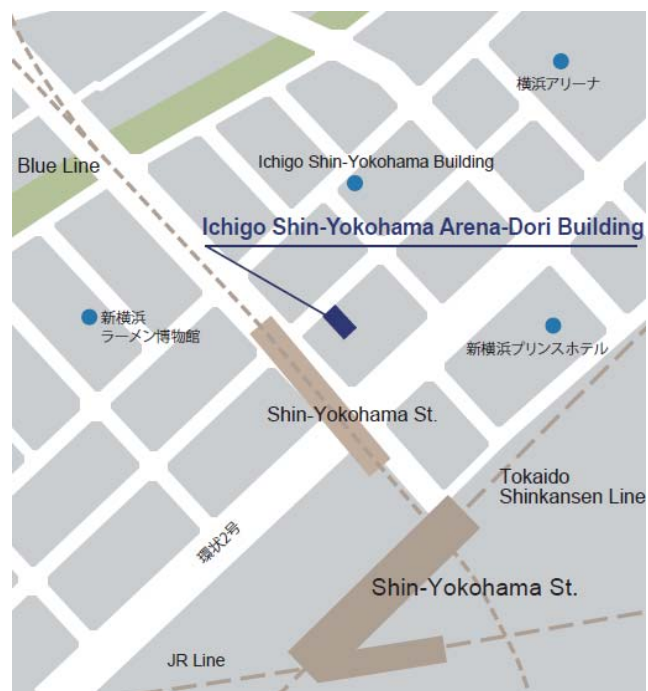 横浜アリーナ
Blue Line
Ichigo Shin-Yokohama Building
Ichigo Shin-Yokohama Arena-Dori Building
新横浜
ラーメン博物館
新横浜プリンスホテル
Shin-Yokohama St.
Tokaido
Shinkansen Line
環状2号
Shin-Yokohama St.
JR Line